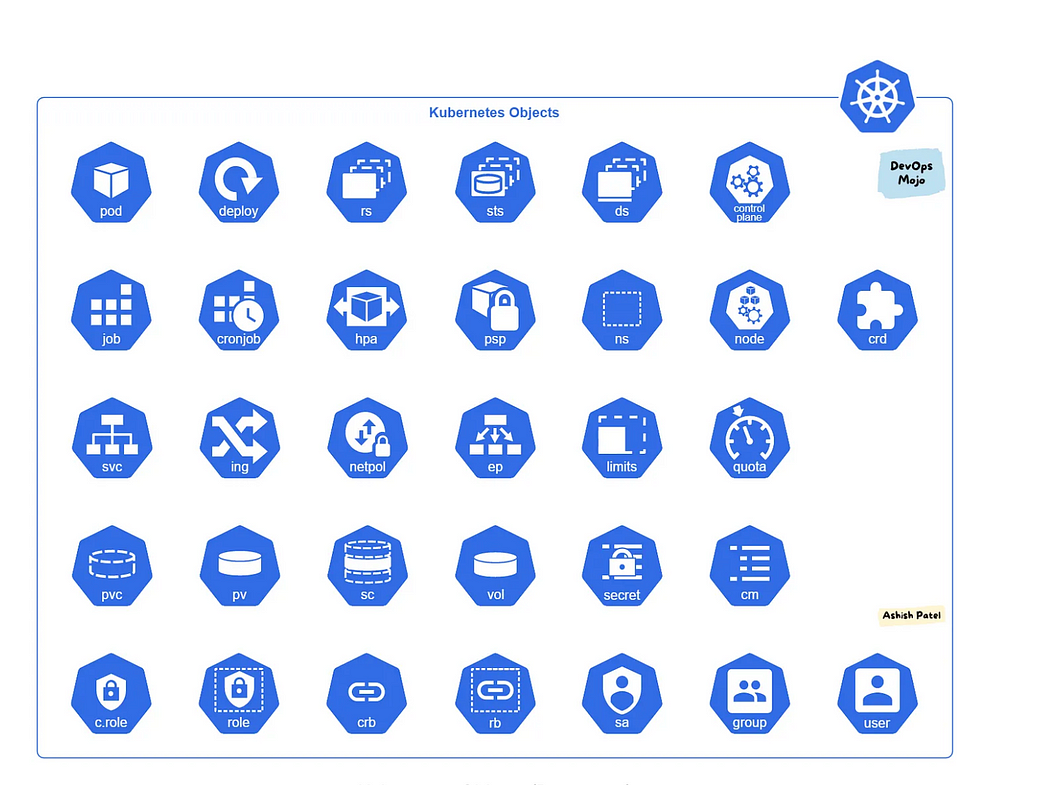 Kubernetes Objects
DevOps
Mojo
pod
deploy
rs
sts
ds
control
plane
job
cronjob
hpa
psp
ns
node
crd
svc
ing
netpol
ep
limits
quota
pvc
pv
sc
vol
secret
cm
Ashish Patel
c.role
role
crb
rb
sa
group
user